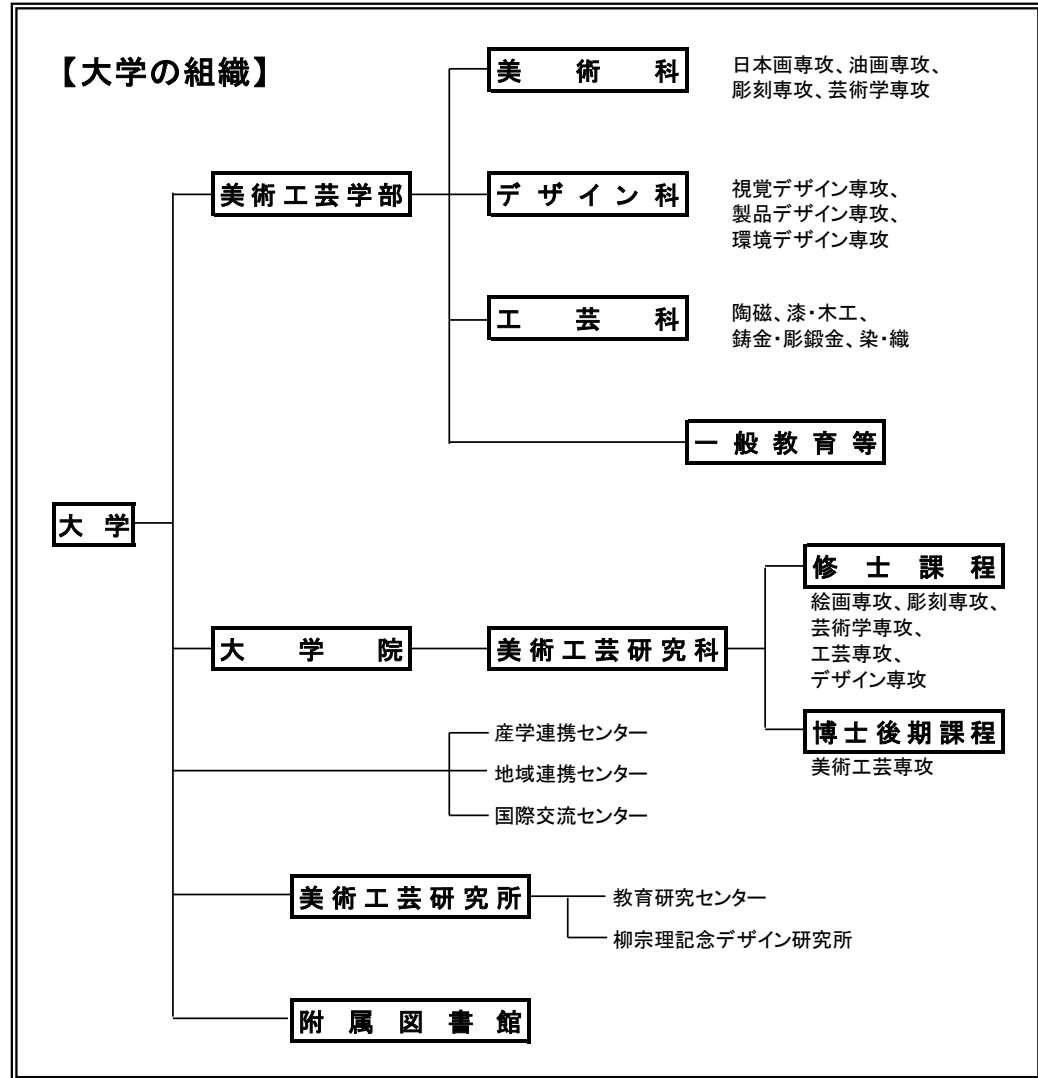 【大学の組織】
美術科
日本画専攻、油画専攻、
彫刻専攻、芸術学専攻
美術工芸学部
デザイン科
視覚デザイン専攻、
製品デザイン専攻、
環境デザイン専攻
工芸科
陶磁、漆・木工、
鋳金・彫鍛金、染・織
一般教育等
大学
大学院
美術工芸研究科
修士課程
絵画専攻、彫刻専攻、
芸術学専攻、
工芸専攻、
デザイン専攻
博士後期課程
美術工芸専攻
産学連携センター
地域連携センター
国際交流センター
美術工芸研究所
教育研究センター
柳宗理記念デザイン研究所
附属図書館